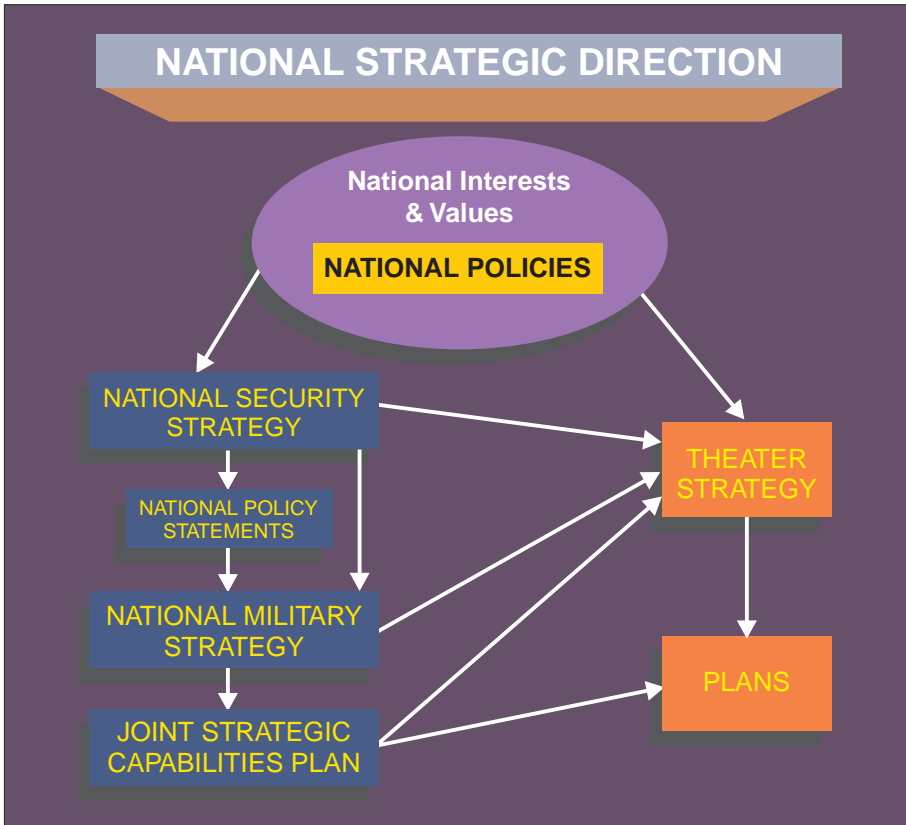 NATIONAL STRATEGIC DIRECTION
National Interests
& Values
NATIONAL POLICIES
NATIONAL SECURITY
STRATEGY
THEATER
STRATEGY
NATIONAL POLICY
STATEMENTS
NATIONAL MILITARY
STRATEGY
PLANS
JOINT STRATEGIC
CAPABILITIES PLAN